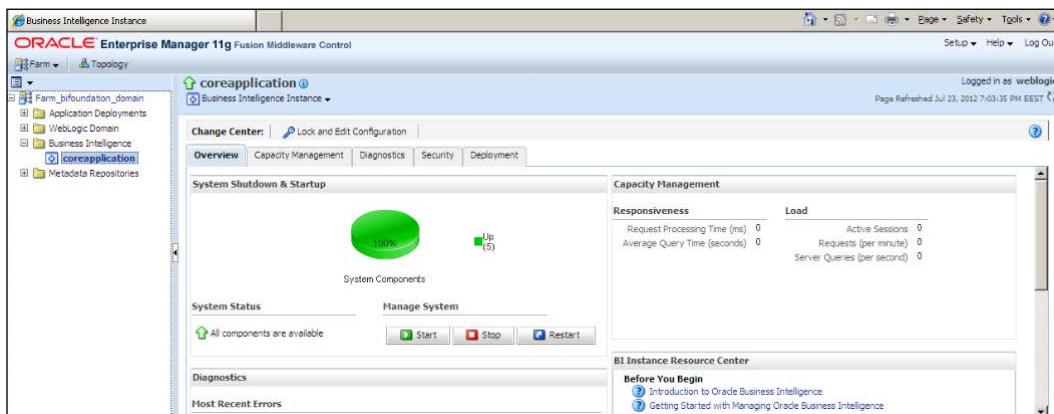 Business Intelligence Instance
Page Safety Tools
ORACLE Enterprise Manager 11g Fusion Middleware Control
Setup Help Log Ou
Farm Topology
Farm_bifoundation_domain
Application Deployments
WebLogic Domain
Business Intelligence
coreapplication
Metadata Repositories
coreapplication
Logged in as weblogic
Business Intelligence Instance
Page Refreshed Jul 23, 2012 7:03:35 PM EEST
Change Center: Lock and Edit Configuration
Overview Capacity Management Diagnostics Security Deployment
System Shutdown & Startup
100%
Up
(5)
System Components
System Status
Manage System
All components are available
Start Stop Restart
Diagnostics
Most Recent Errors
Capacity Management
Responsiveness
Request Processing Time (ms) 0
Average Query Time (seconds) 0
Load
Active Sessions 0
Requests (per minute) 0
Server Queries (per second) 0
BI Instance Resource Center
Before You Begin
Introduction to Oracle Business Intelligence
Getting Started with Managing Oracle Business Intelligence